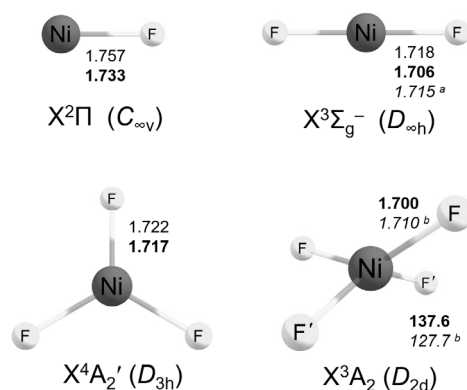 Ni F
1.757
1.733
X²Π (C∞v)
F Ni F
1.718
1.706
1.715 ᵃ
X³Σg⁻ (D∞h)
F
1.722
1.717
Ni
F F
X⁴A₂′ (D₃h)
1.700
1.710 ᵇ
F
F
Ni
F′
F′
137.6
127.7 ᵇ
X³A₂ (D₂d)